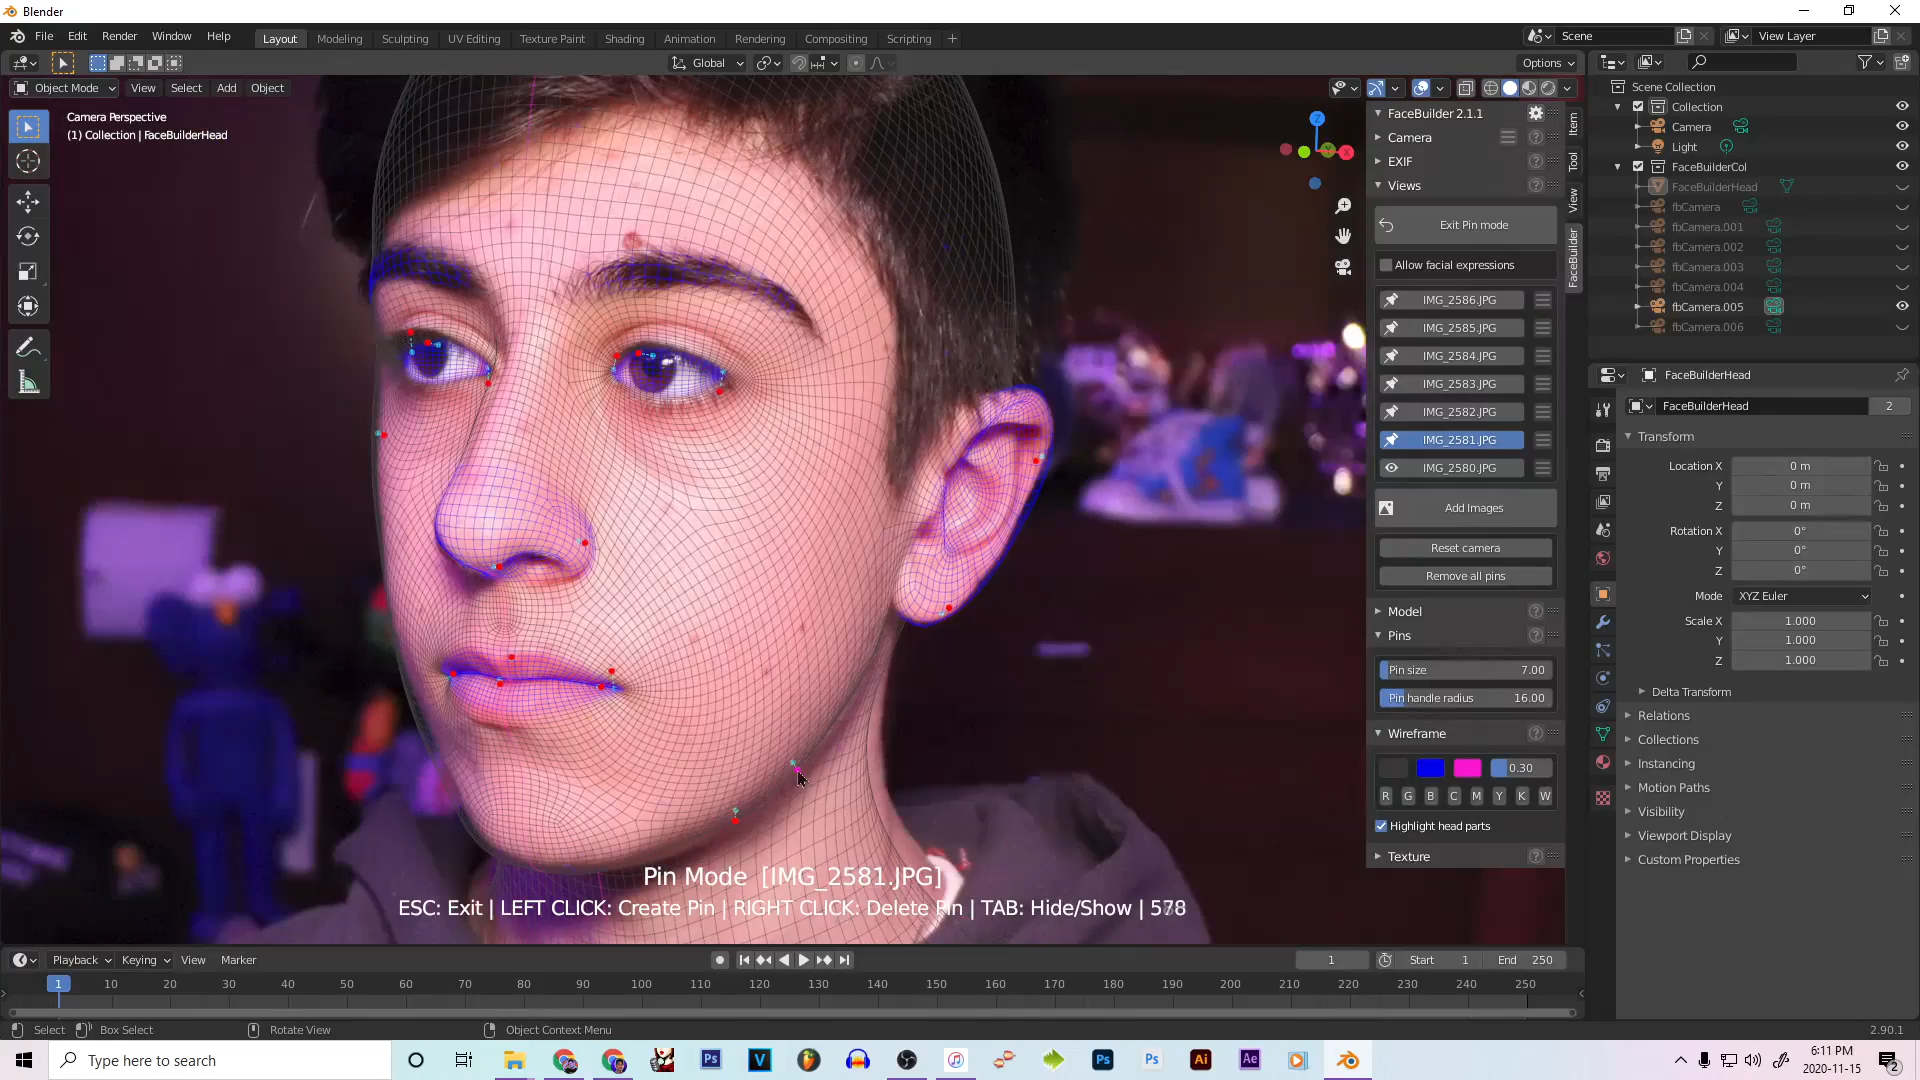 Blender
File Edit Render Window Help
Layout Modeling Sculpting UV Editing Texture Paint Shading Animation Rendering Compositing Scripting +
Scene
View Layer
Global
Options
Object Mode View Select Add Object
Camera Perspective
(1) Collection | FaceBuilderHead
Z
X
FaceBuilder 2.1.1
Camera
EXIF
Views
Exit Pin mode
Allow facial expressions
IMG_2586.JPG
IMG_2585.JPG
IMG_2584.JPG
IMG_2583.JPG
IMG_2582.JPG
IMG_2581.JPG
IMG_2580.JPG
Add Images
Reset camera
Remove all pins
Model
Pins
Pin size 7.00
Pin handle radius 16.00
Wireframe
0.30
R G B C M Y K W
Highlight head parts
Texture
Item
Tool
View
FaceBuilder
Scene Collection
Collection
Camera
Light
FaceBuilderCol
FaceBuilderHead
fbCamera
fbCamera.001
fbCamera.002
fbCamera.003
fbCamera.004
fbCamera.005
fbCamera.006
FaceBuilderHead
FaceBuilderHead 2
Transform
Location X 0 m
Y 0 m
Z 0 m
Rotation X 0°
Y 0°
Z 0°
Mode XYZ Euler
Scale X 1.000
Y 1.000
Z 1.000
Delta Transform
Relations
Collections
Instancing
Motion Paths
Visibility
Viewport Display
Custom Properties
Pin Mode [IMG_2581.JPG]
ESC: Exit | LEFT CLICK: Create Pin | RIGHT CLICK: Delete Pin | TAB: Hide/Show |
Playback Keying View Marker
1 Start 1 End 250
1 10 20 30 40 50 60 70 80 90 100 110 120 130 140 150 160 170 180 190 200 210 220 230 240 250
Select Box Select Rotate View Object Context Menu 2.90.1
Type here to search
Ps V Ps Ps Ai Ae
6:11 PM
2020-11-15
2